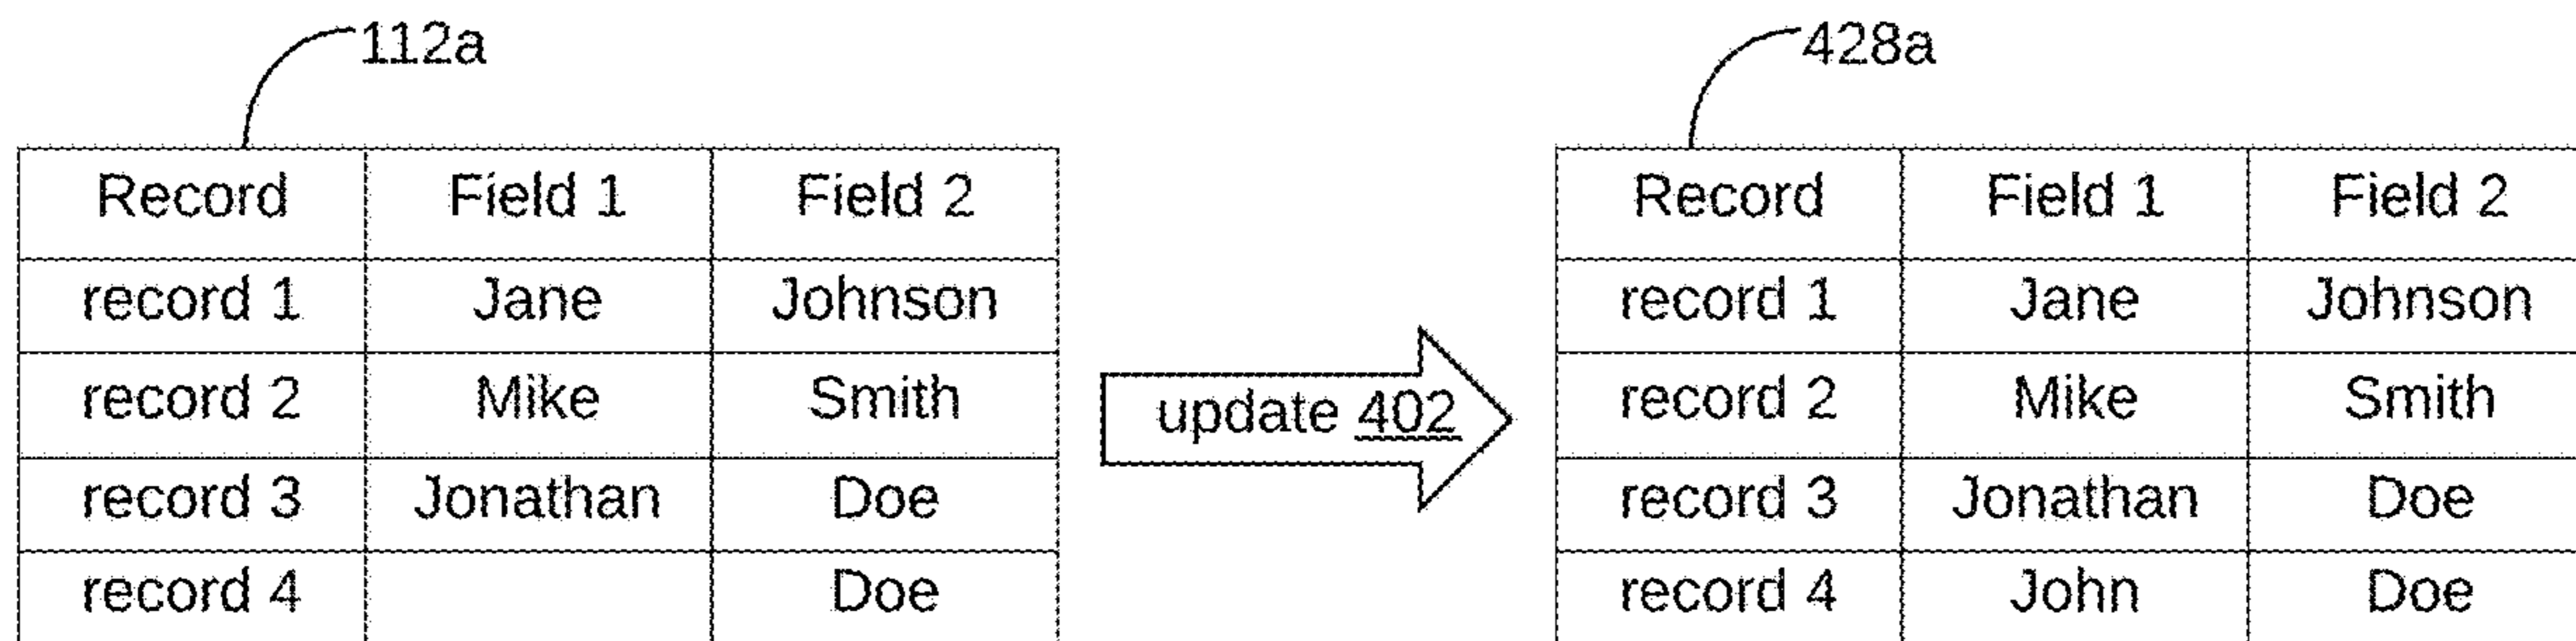 112a
Record Field 1 Field 2
record 1 Jane Johnson
record 2 Mike Smith
record 3 Jonathan Doe
record 4 Doe
update 402
428a
Record Field 1 Field 2
record 1 Jane Johnson
record 2 Mike Smith
record 3 Jonathan Doe
record 4 John Doe